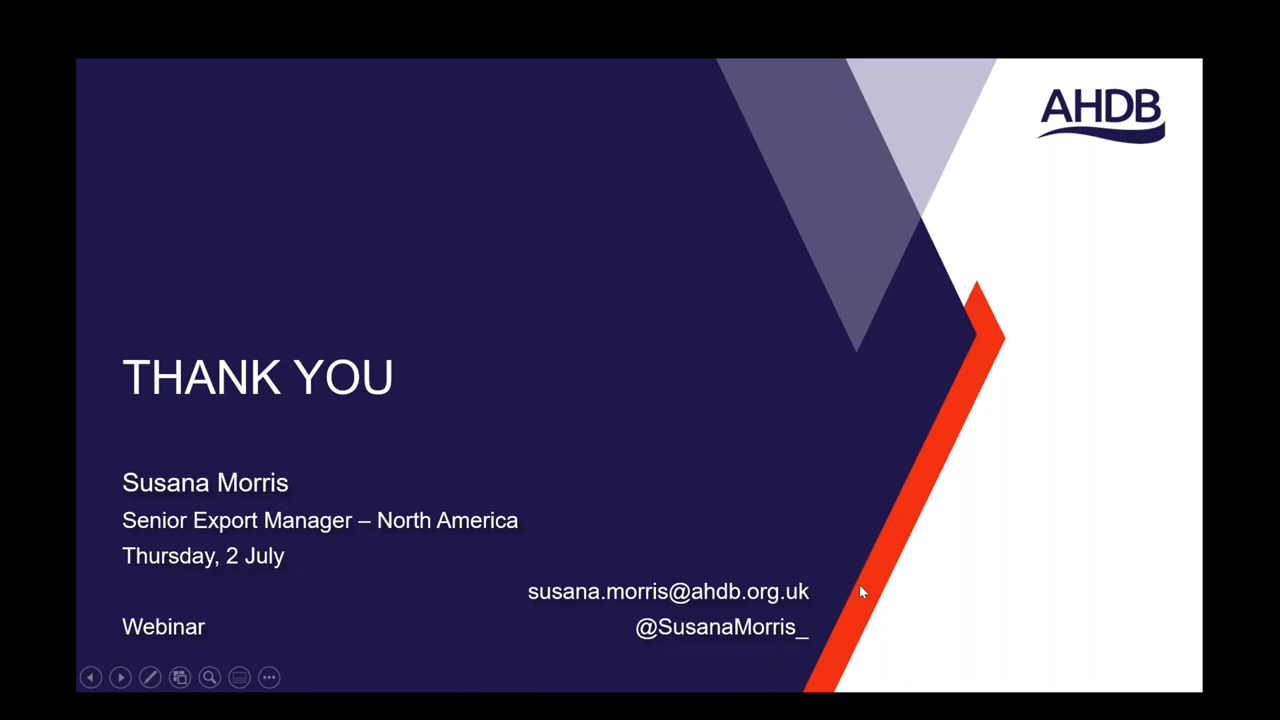 AHDB
THANK YOU
Susana Morris
Senior Export Manager – North America
Thursday, 2 July
susana.morris@ahdb.org.uk
Webinar @SusanaMorris_